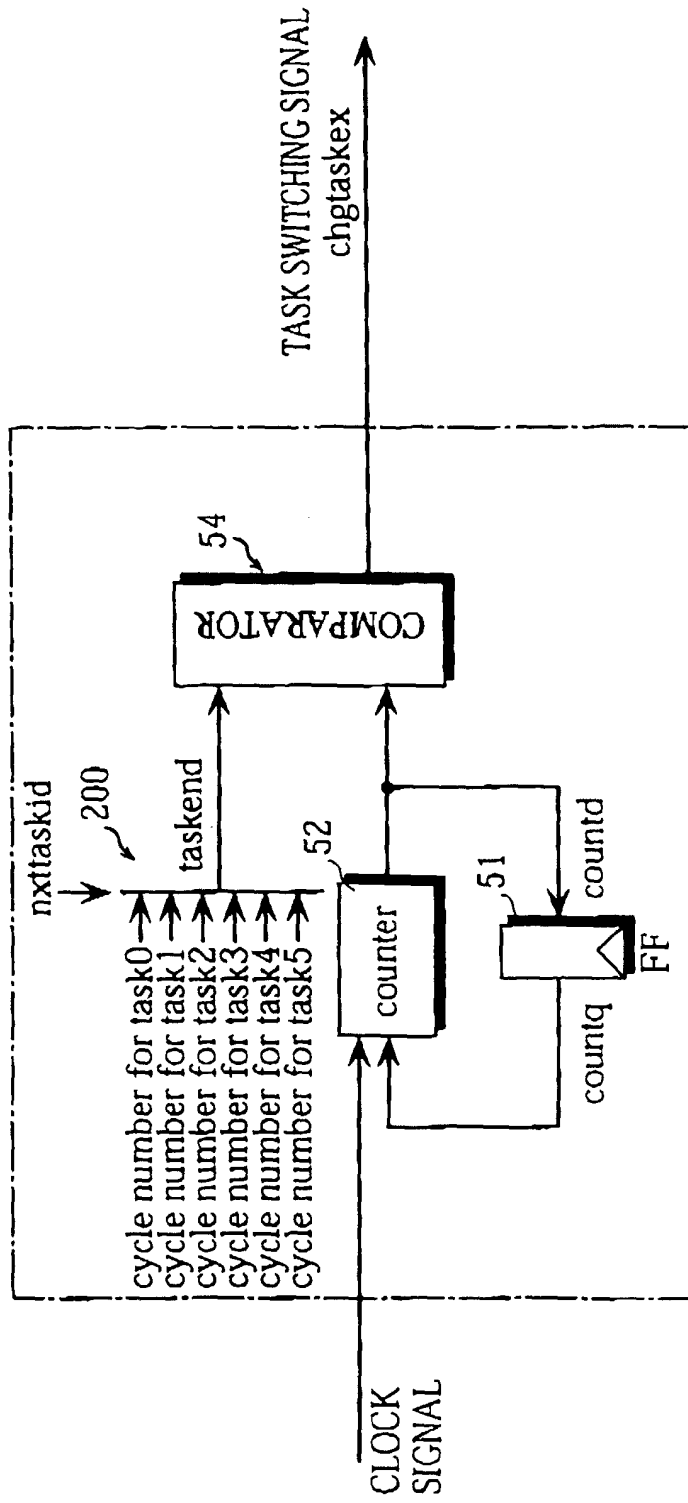 nxttaskid
200
cycle number for task0
cycle number for task1
cycle number for task2
cycle number for task3
cycle number for task4
cycle number for task5
taskend
54
COMPARATOR
TASK SWITCHING SIGNAL
chgtaskex
CLOCK
SIGNAL
52
counter
countd
51
FF
countq